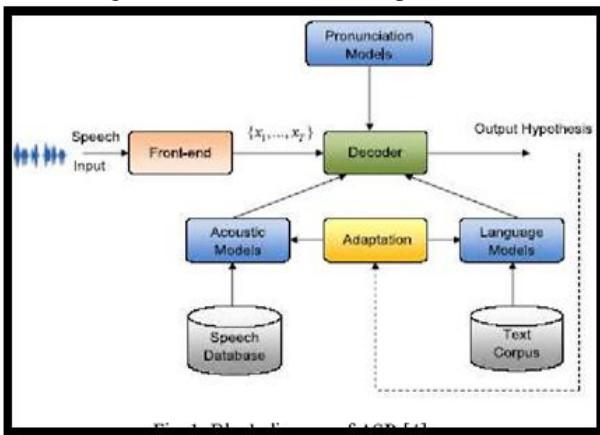 Pronunciation
Models
Speech
Input
Front-end
{x₁,...,x_T}
Decoder
Output Hypothesis
Acoustic
Models
Adaptation
Language
Models
Speech
Database
Text
Corpus